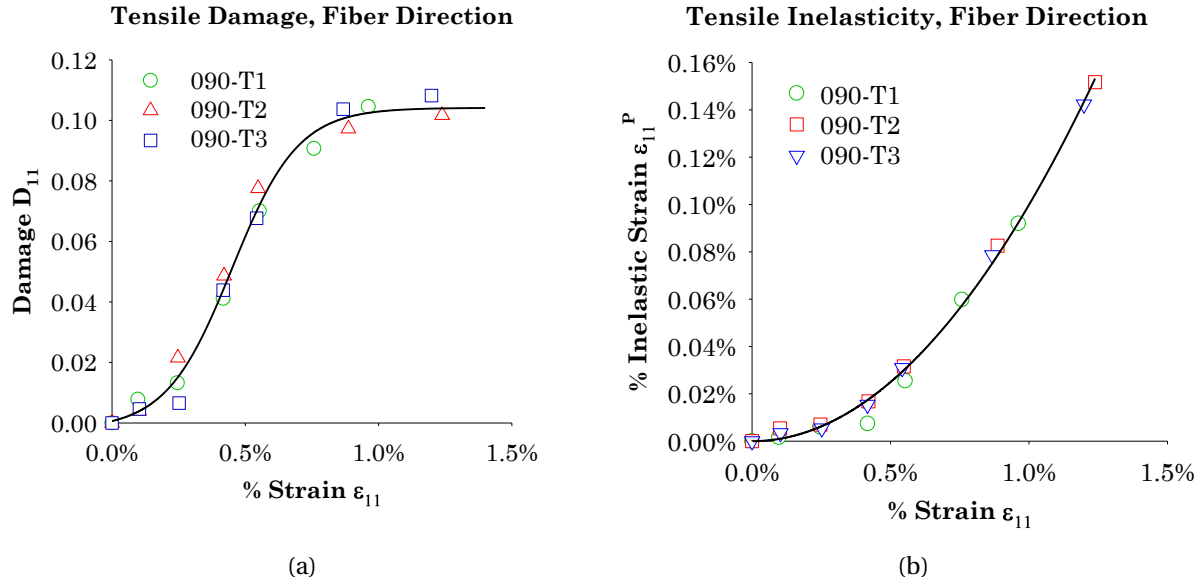 Tensile Damage, Fiber Direction
0.12
0.10
0.08
0.06
0.04
0.02
0.00
Damage D₁₁
090-T1
090-T2
090-T3
0.0%
0.5%
1.0%
1.5%
% Strain ε₁₁
(a)
Tensile Inelasticity, Fiber Direction
0.16%
0.14%
0.12%
0.10%
0.08%
0.06%
0.04%
0.02%
0.00%
% Inelastic Strain ε₁₁ᴾ
090-T1
090-T2
090-T3
0.0%
0.5%
1.0%
1.5%
% Strain ε₁₁
(b)